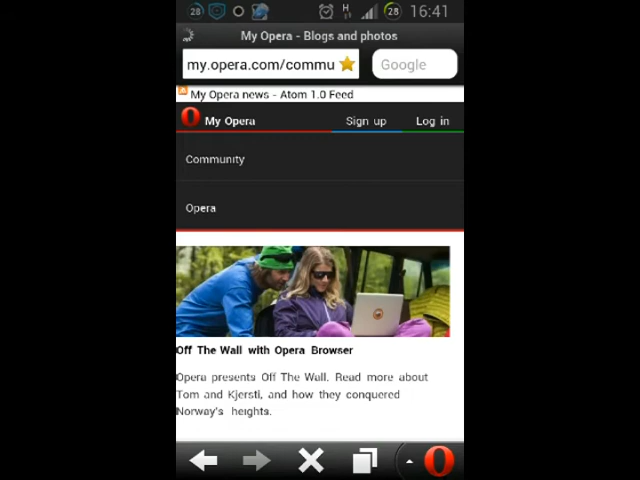 28 H 28 16:41
My Opera - Blogs and photos
my.opera.com/commu Google
My Opera news - Atom 1.0 Feed
My Opera Sign up Log in
Community
Opera
Off The Wall with Opera Browser
Opera presents Off The Wall. Read more about
Tom and Kjersti, and how they conquered
Norway's heights.